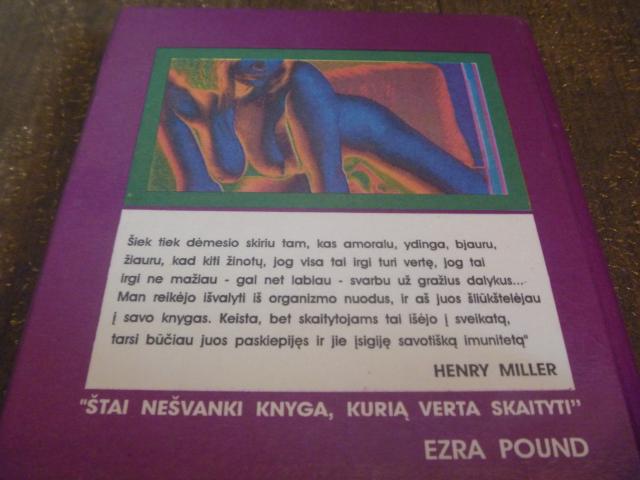 Šiek tiek dėmesio skiriu tam, kas amoralu, ydinga, bjauru,
žiauru, kad kiti žinotų, jog visa tai irgi turi vertę, jog tai
irgi ne mažiau - gal net labiau - svarbu už gražius dalykus...
Man reikėjo išvalyti iš organizmo nuodus, ir aš juos šliūkštelėjau
į savo knygas. Keista, bet skaitytojams tai išėjo į sveikatą,
tarsi būčiau juos paskiepijęs ir jie įsigiję savotišką imunitetą"
HENRY MILLER
"ŠTAI NEŠVANKI KNYGA, KURIĄ VERTA SKAITYTI"
EZRA POUND